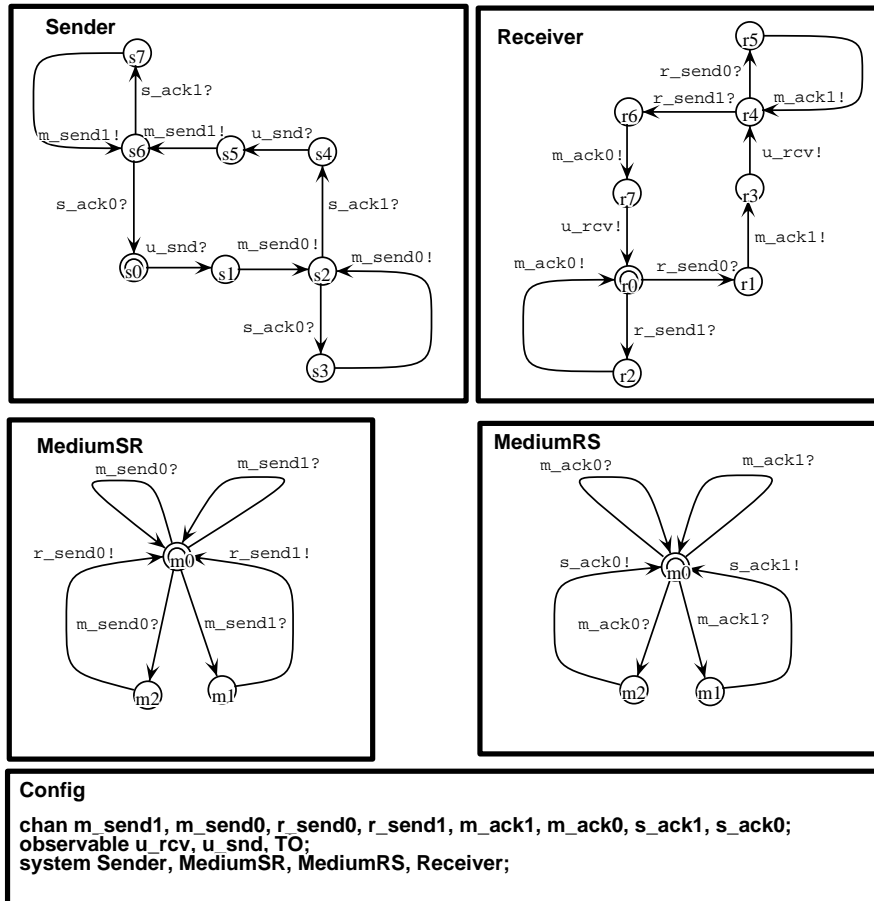 Sender
s7
s_ack1?
m_send1!
m_send1!
u_snd?
s6
s5
s4
s_ack0?
s_ack1?
u_snd?
m_send0!
m_send0!
s0
s1
s2
s_ack0?
s3
Receiver
r5
r_send0?
m_ack1!
r_send1?
r6
r4
m_ack0!
u_rcv!
r7
r3
u_rcv!
m_ack1!
m_ack0!
r_send0?
r0
r1
r_send1?
r2
MediumSR
m_send0?
m_send1?
r_send0!
r_send1!
m0
m_send0?
m_send1?
m2
m1
MediumRS
m_ack0?
m_ack1?
s_ack0!
s_ack1!
m0
m_ack0?
m_ack1?
m2
m1
Config
chan m_send1, m_send0, r_send0, r_send1, m_ack1, m_ack0, s_ack1, s_ack0;
observable u_rcv, u_snd, TO;
system Sender, MediumSR, MediumRS, Receiver;